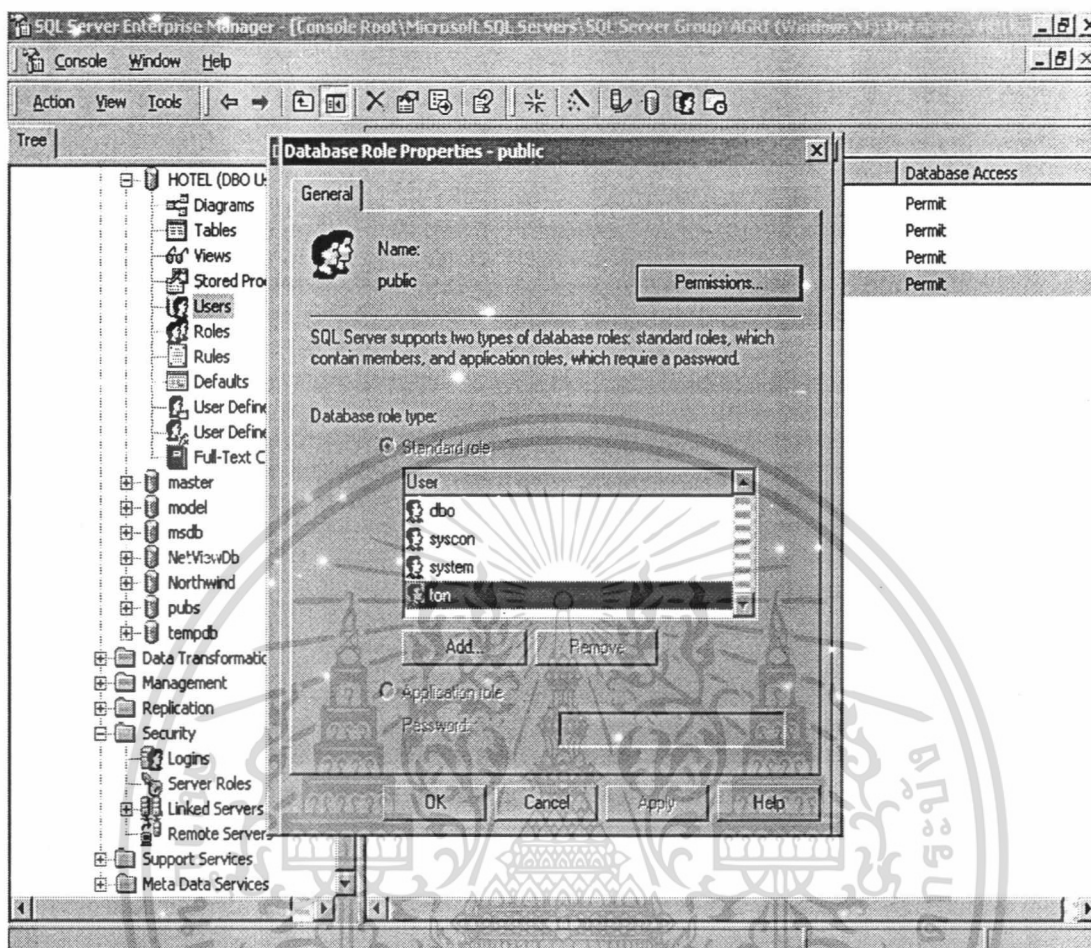 SQL Server Enterprise Manager - [Console Root\Microsoft SQL Servers\SQL Server Group\AGRI (Windows NT)\Databases
Console Window Help
Action View Tools
Tree
HOTEL (DBO U
Diagrams
Tables
Views
Stored Pro
Users
Roles
Rules
Defaults
User Define
User Define
Full-Text C
master
model
msdb
NetViewDb
Northwind
pubs
tempdb
Data Transformatic
Management
Replication
Security
Logins
Server Roles
Linked Servers
Remote Servers
Support Services
Meta Data Services
Database Role Properties - public
General
Name:
public
Permissions...
SQL Server supports two types of database roles: standard roles, which
contain members, and application roles, which require a password.
Database role type:
Standard role
User
dbo
syscon
system
ton
Add...
Remove
Application role
Password:
OK
Cancel
Apply
Help
Database Access
Permit
Permit
Permit
Permit